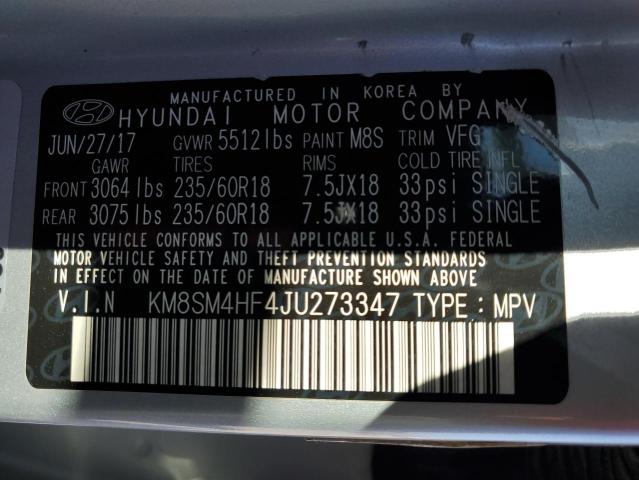 MANUFACTURED IN KOREA BY
HYUNDAI MOTOR COMPANY
JUN/27/17 GVWR 5512lbs PAINT M8S TRIM VFG
GAWR TIRES RIMS COLD TIRE INFL
FRONT 3064lbs 235/60R18 7.5JX18 33psi SINGLE
REAR 3075lbs 235/60R18 7.5JX18 33psi SINGLE
THIS VEHICLE CONFORMS TO ALL APPLICABLE U.S.A. FEDERAL
MOTOR VEHICLE SAFETY AND THEFT PREVENTION STANDARDS
IN EFFECT ON THE DATE OF MANUFACTURE SHOWN ABOVE
V.I.N KM8SM4HF4JU273347 TYPE : MPV